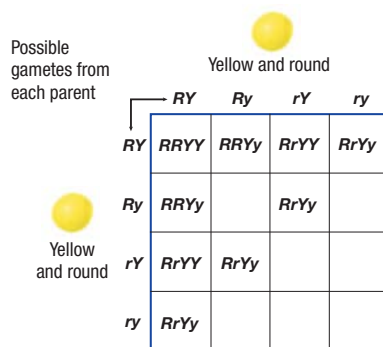 Possible
gametes from
each parent
Yellow and round
RY Ry rY ry
RY RRYY RRYy RrYY RrYy
Ry RRYy RrYy
Yellow
and round
rY RrYY RrYy
ry RrYy